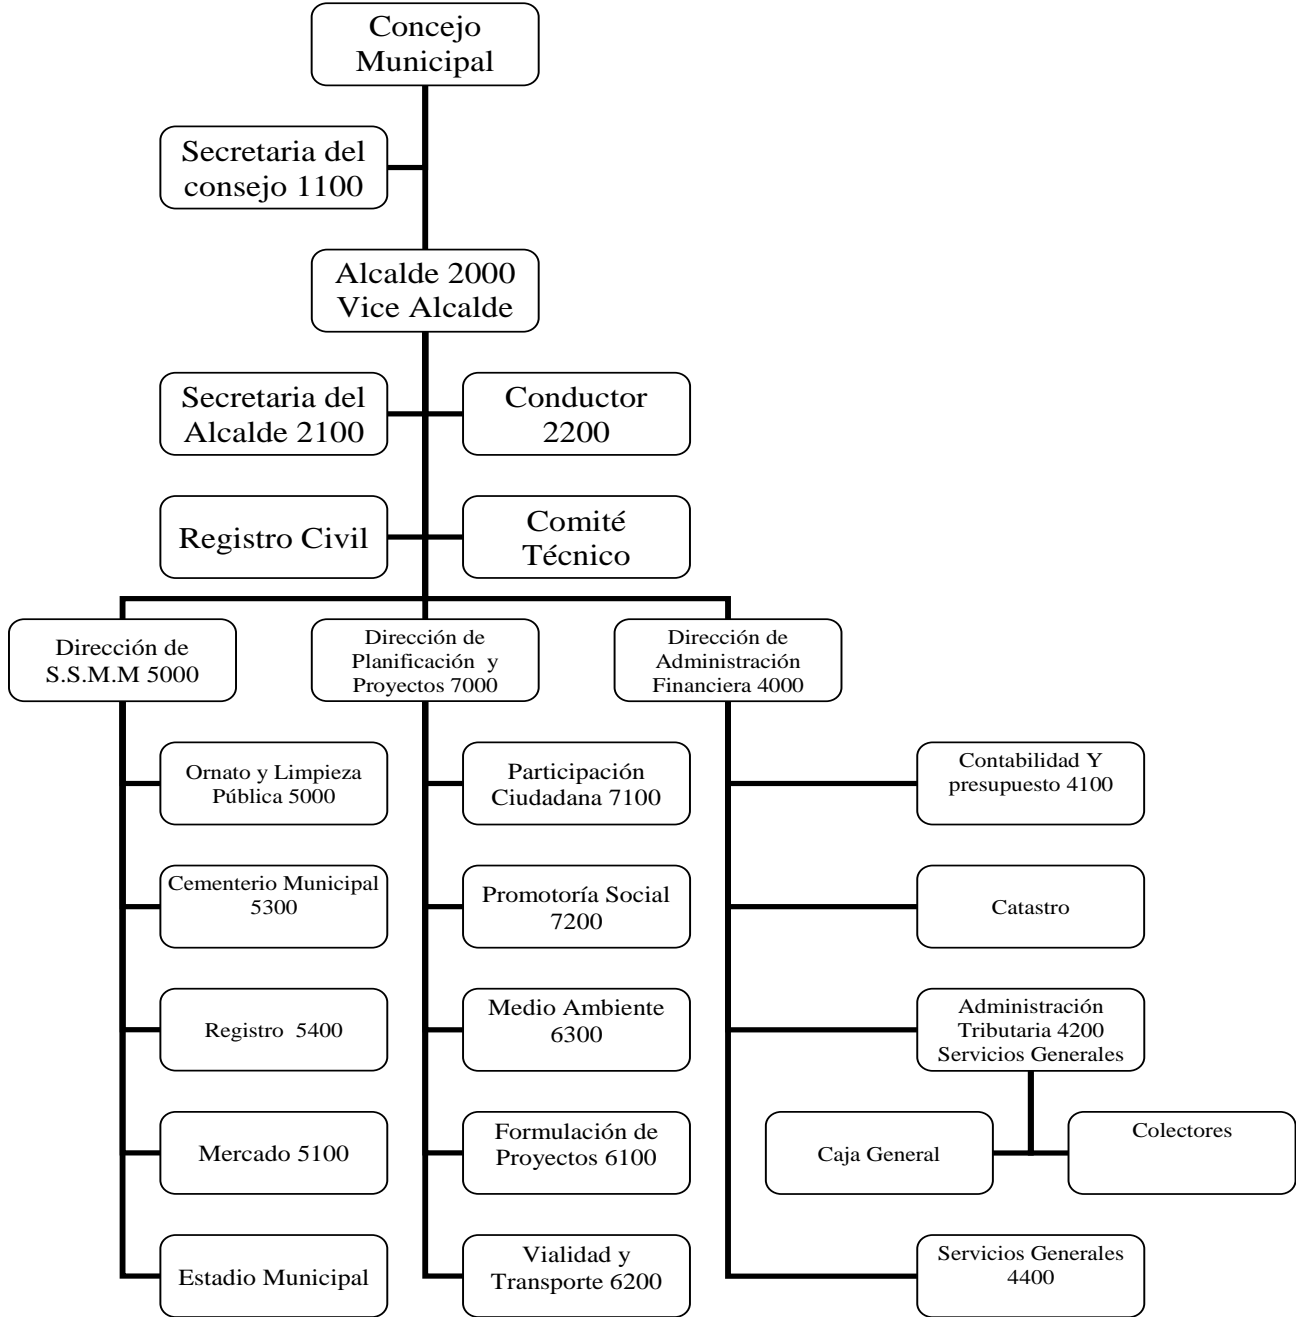 Concejo
Municipal
Secretaria del
consejo 1100
Alcalde 2000
Vice Alcalde
Secretaria del
Alcalde 2100
Conductor
2200
Registro Civil
Comité
Técnico
Dirección de
S.S.M.M 5000
Dirección de
Planificación y
Proyectos 7000
Dirección de
Administración
Financiera 4000
Ornato y Limpieza
Pública 5000
Participación
Ciudadana 7100
Contabilidad Y
presupuesto 4100
Cementerio Municipal
5300
Promotoría Social
7200
Catastro
Registro 5400
Medio Ambiente
6300
Administración
Tributaria 4200
Servicios Generales
Mercado 5100
Formulación de
Proyectos 6100
Caja General
Colectores
Estadio Municipal
Vialidad y
Transporte 6200
Servicios Generales
4400